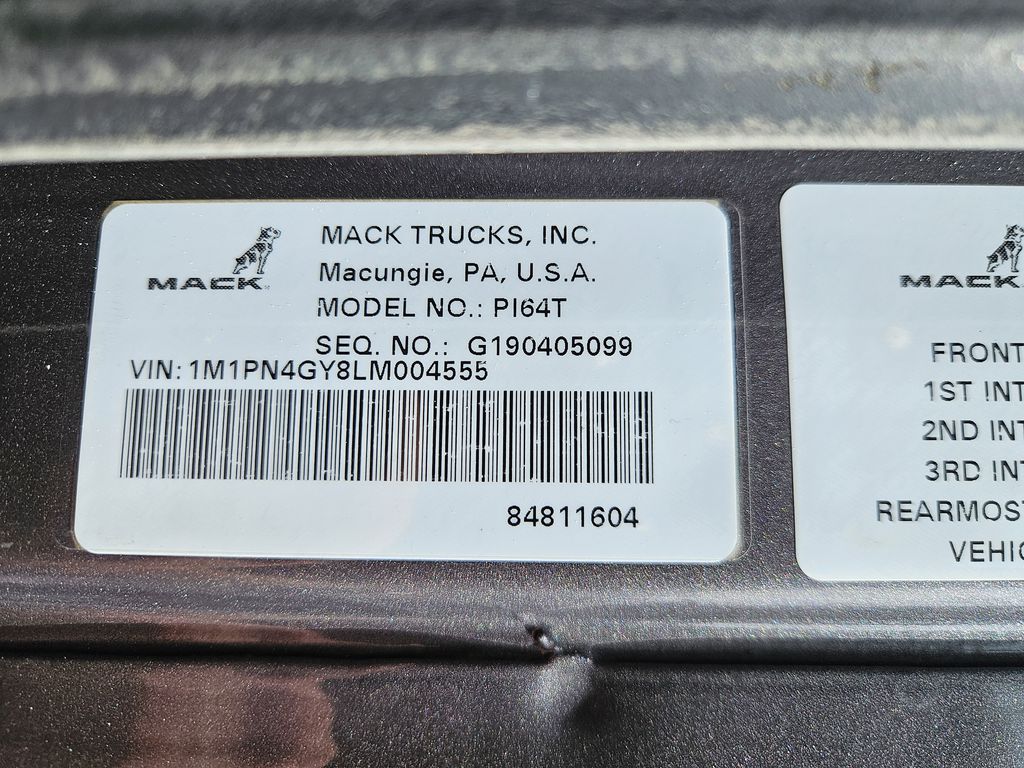 MACK
MACK TRUCKS, INC.
Macungie, PA, U.S.A.
MODEL NO.: PI64T
SEQ. NO.: G190405099
VIN: 1M1PN4GY8LM004555
84811604
MACK
FRONT
1ST INT
2ND INT
3RD INT
REARMOST
VEHIC